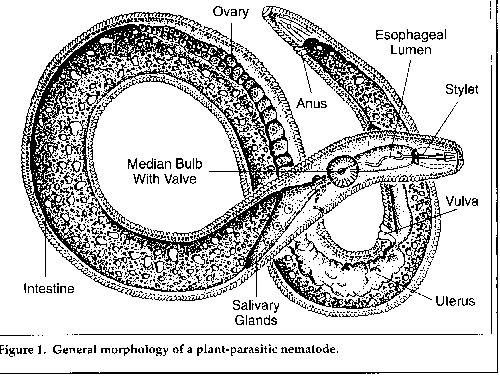 Ovary
Esophageal
Lumen
Anus
Stylet
Median Bulb
With Valve
Vulva
Intestine
Salivary
Glands
Uterus
Figure 1. General morphology of a plant-parasitic nematode.